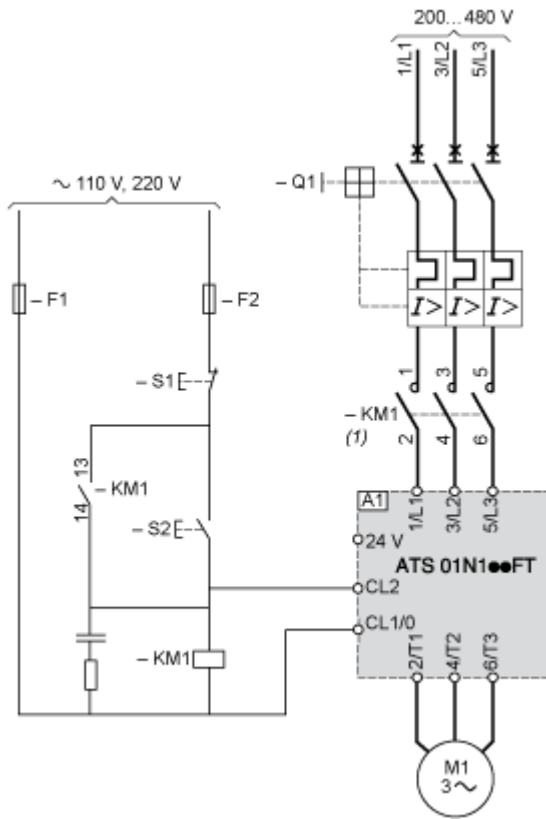 200... 480 V
1/L1
3/L2
5/L3
– Q1
~ 110 V, 220 V
– F1
– F2
I>
I>
I>
– S1
1
3
5
– KM1
(1)
2
4
6
13
14
– KM1
– S2
A1
1/L1
3/L2
5/L3
24 V
ATS 01N1●●FT
CL2
CL1/0
– KM1
2/T1
4/T2
6/T3
M1
3 ~